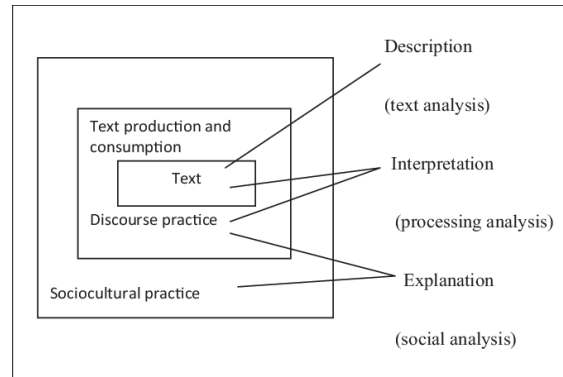 Description
(text analysis)
Text production and
consumption
Text
Interpretation
Discourse practice
(processing analysis)
Explanation
Sociocultural practice
(social analysis)